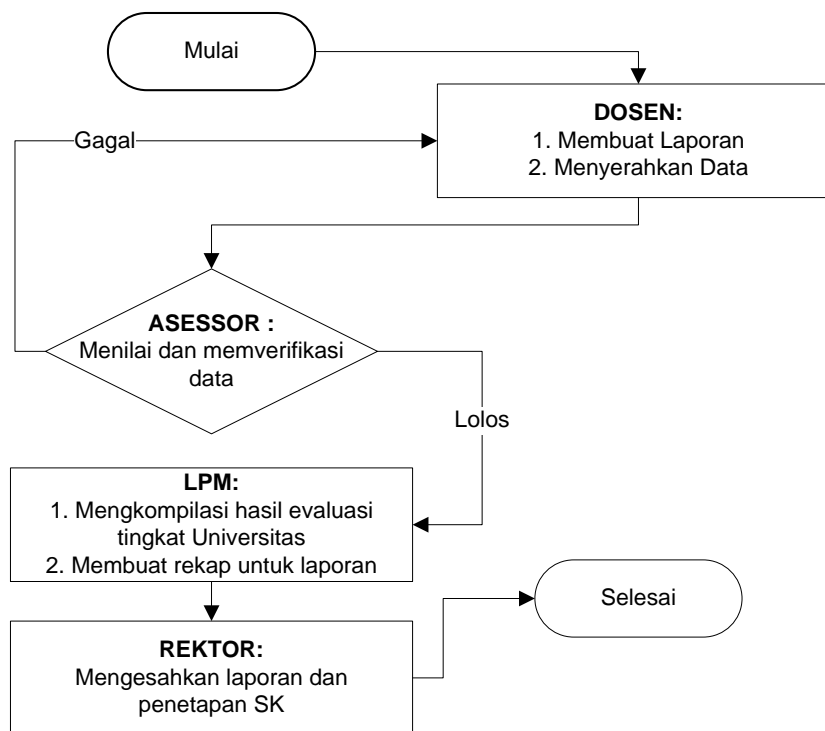 Mulai
DOSEN:
1. Membuat Laporan
2. Menyerahkan Data
Gagal
ASESSOR :
Menilai dan memverifikasi
data
Lolos
LPM:
1. Mengkompilasi hasil evaluasi
tingkat Universitas
2. Membuat rekap untuk laporan
Selesai
REKTOR:
Mengesahkan laporan dan
penetapan SK